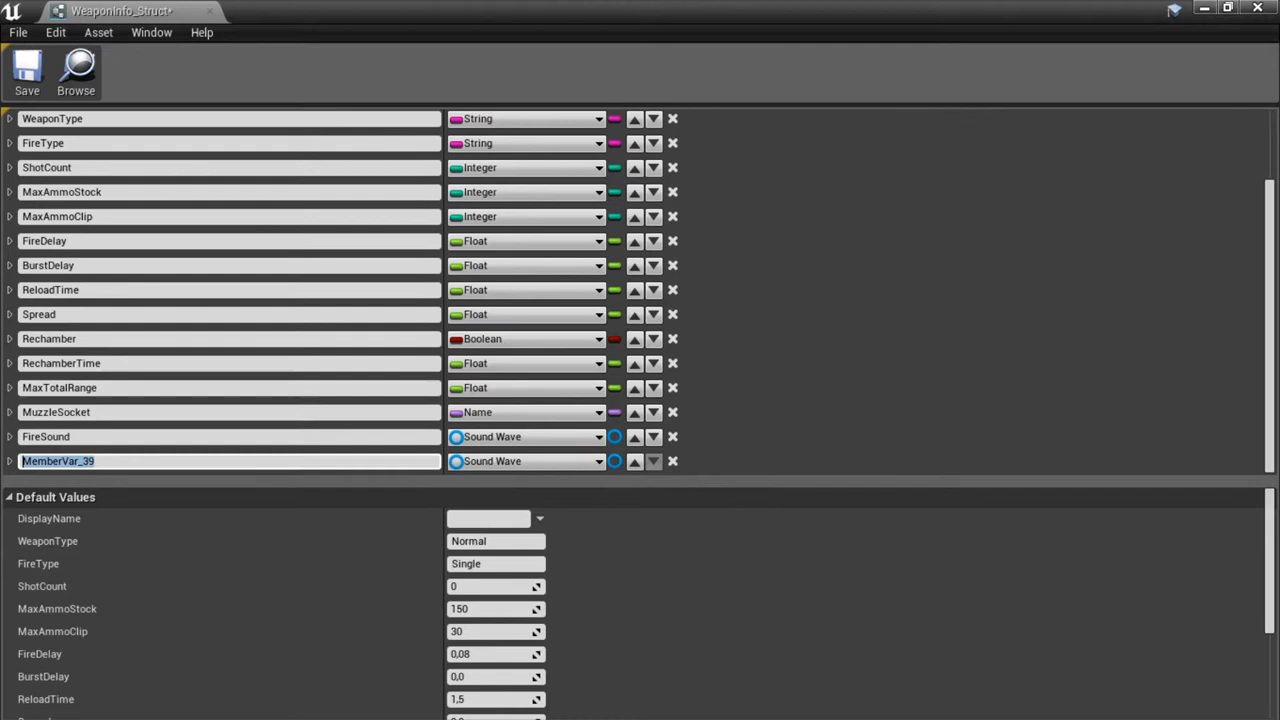 WeaponInfo_Struct*
File Edit Asset Window Help
Save Browse
WeaponType String
FireType String
ShotCount Integer
MaxAmmoStock Integer
MaxAmmoClip Integer
FireDelay Float
BurstDelay Float
ReloadTime Float
Spread Float
Rechamber Boolean
RechamberTime Float
MaxTotalRange Float
MuzzleSocket Name
FireSound Sound Wave
MemberVar_39 Sound Wave
Default Values
DisplayName
WeaponType Normal
FireType Single
ShotCount 0
MaxAmmoStock 150
MaxAmmoClip 30
FireDelay 0,08
BurstDelay 0,0
ReloadTime 1,5